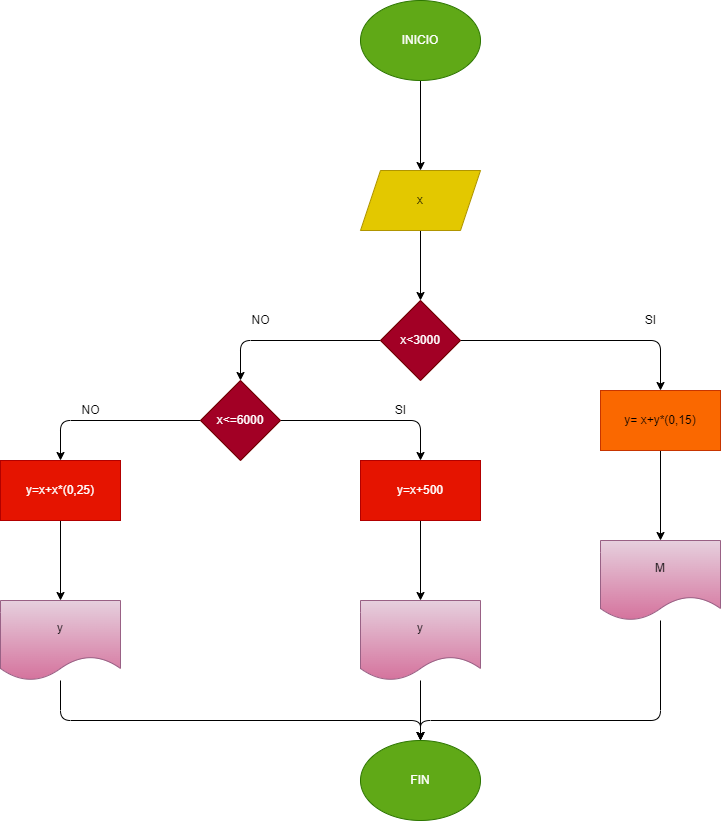 INICIO
x
x<3000
NO
SI
x<=6000
NO
SI
y= x+y*(0,15)
y=x+x*(0,25)
y=x+500
M
y
y
FIN